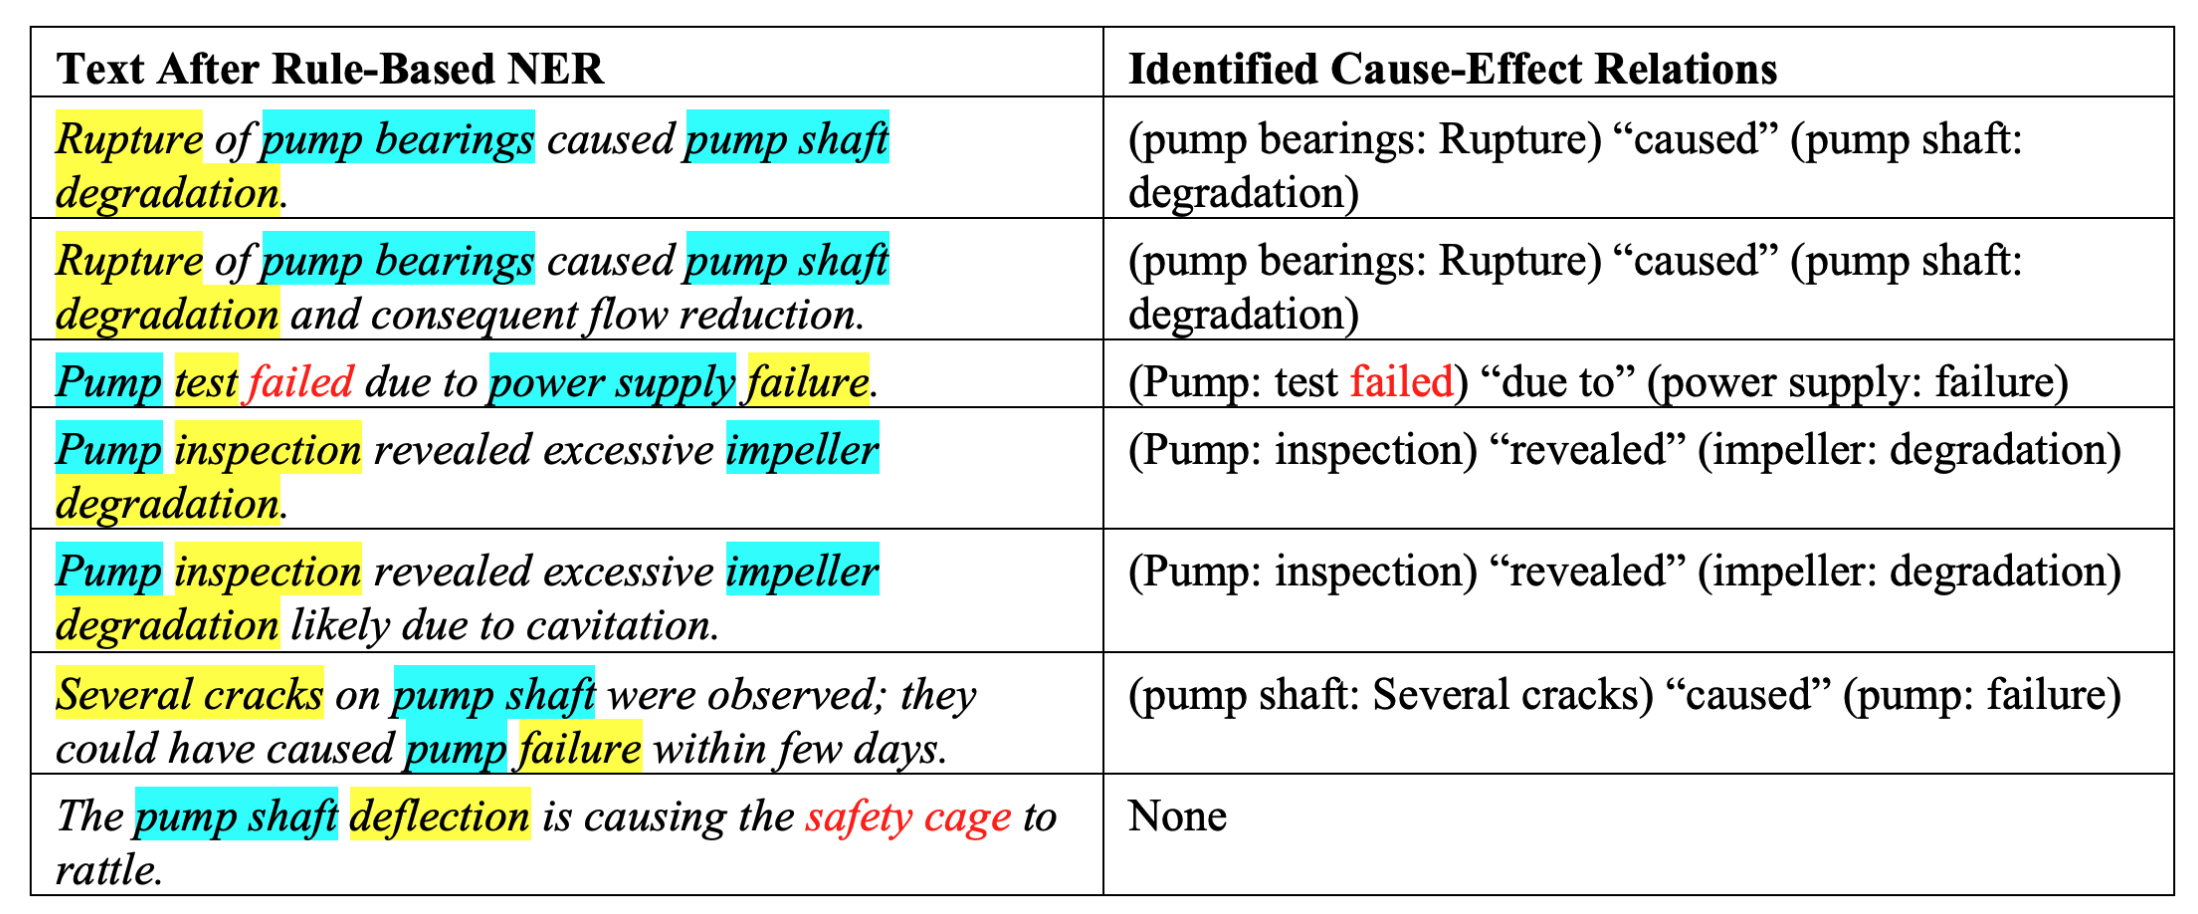 Text After Rule-Based NER
Identified Cause-Effect Relations
Rupture of pump bearings caused pump shaft
degradation.
(pump bearings: Rupture) “caused” (pump shaft:
degradation)
Rupture of pump bearings caused pump shaft
degradation and consequent flow reduction.
(pump bearings: Rupture) “caused” (pump shaft:
degradation)
Pump test failed due to power supply failure.
(Pump: test failed) “due to” (power supply: failure)
Pump inspection revealed excessive impeller
degradation.
(Pump: inspection) “revealed” (impeller: degradation)
Pump inspection revealed excessive impeller
degradation likely due to cavitation.
(Pump: inspection) “revealed” (impeller: degradation)
Several cracks on pump shaft were observed; they
could have caused pump failure within few days.
(pump shaft: Several cracks) “caused” (pump: failure)
The pump shaft deflection is causing the safety cage to
rattle.
None